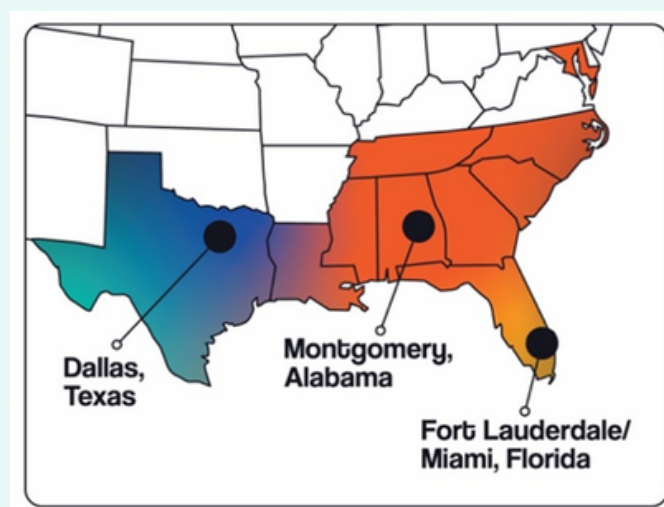 Dallas,
Texas
Montgomery,
Alabama
Fort Lauderdale/
Miami, Florida